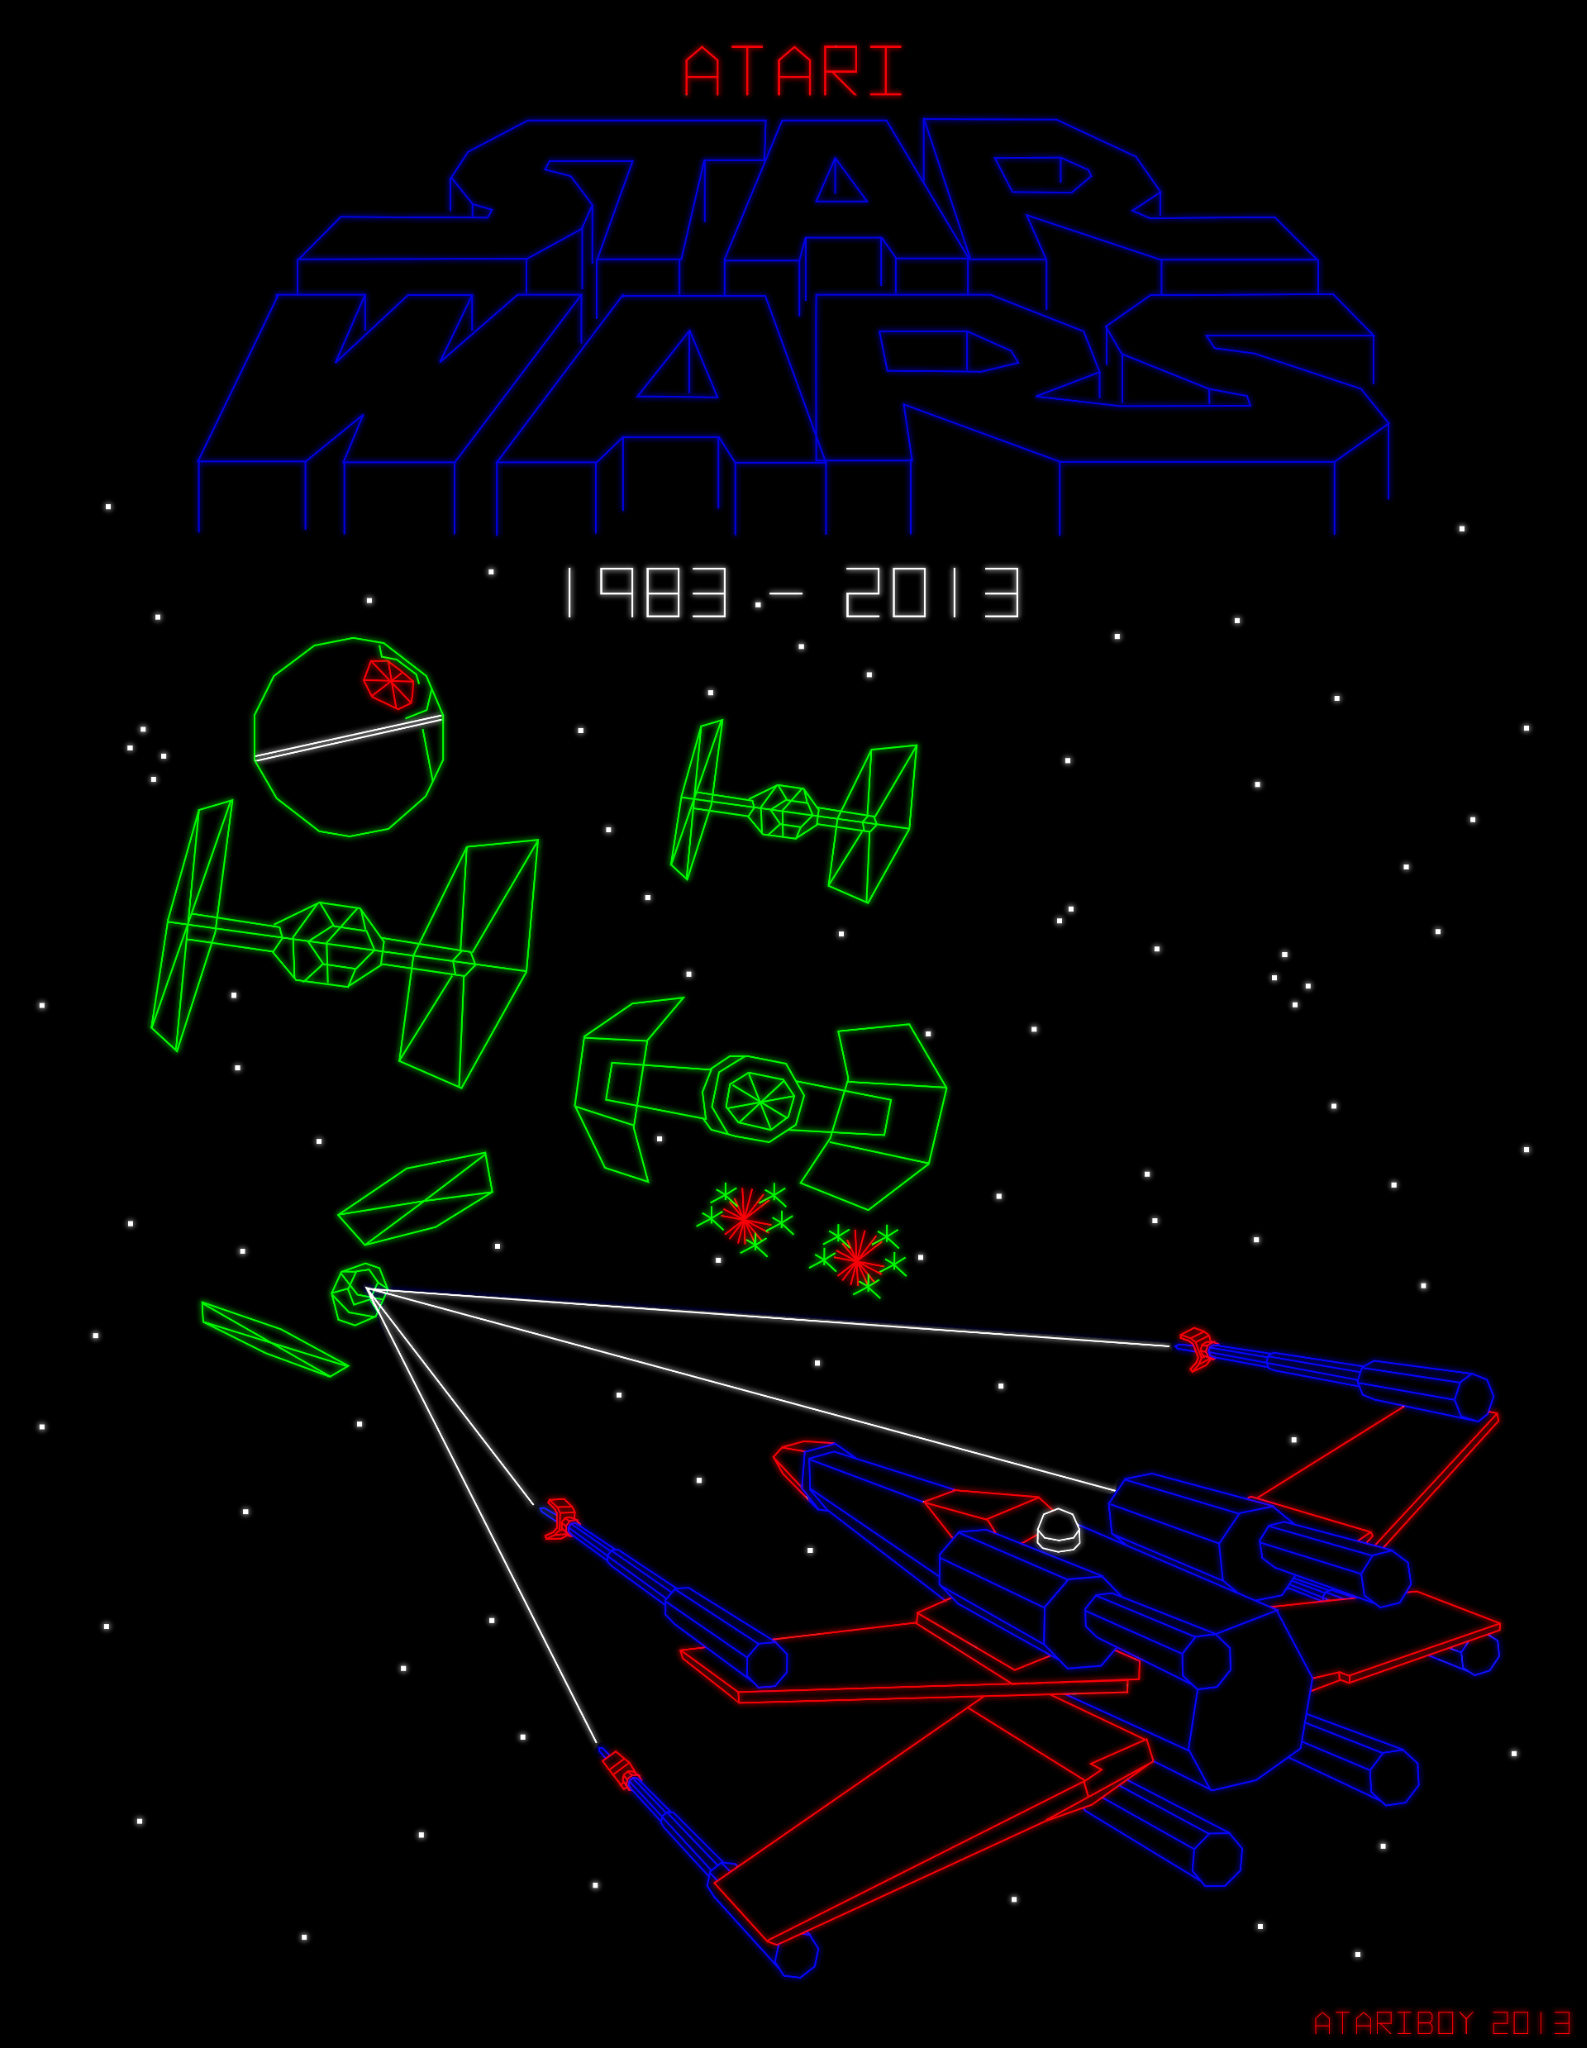 ATARI
STAR
WARS
1983 - 2013
ATARIBOY 2013